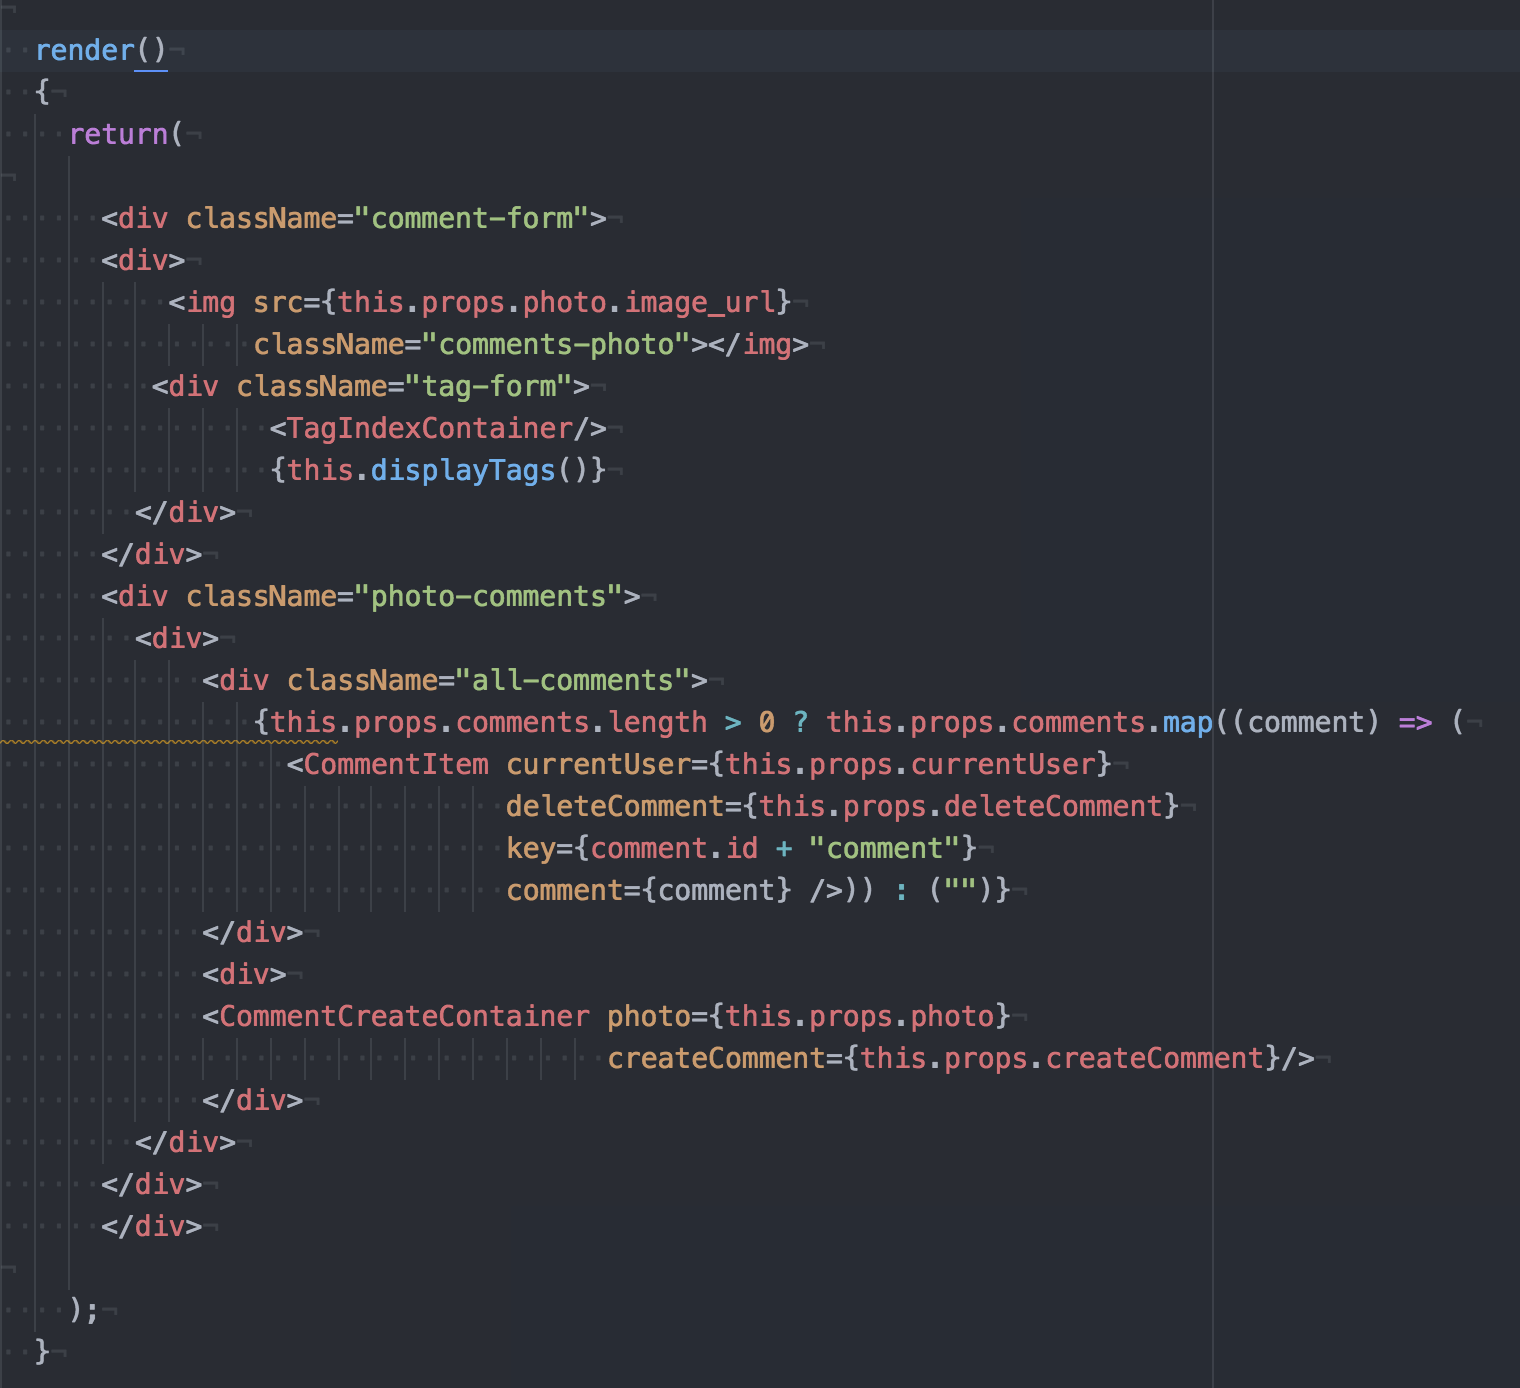 render()
{
return(
<div className="comment-form">
<div>
<img src={this.props.photo.image_url}
className="comments-photo"></img>
<div className="tag-form">
<TagIndexContainer/>
{this.displayTags()}
</div>
</div>
<div className="photo-comments">
<div>
<div className="all-comments">
{this.props.comments.length > 0 ? this.props.comments.map((comment) => (
<CommentItem currentUser={this.props.currentUser}
deleteComment={this.props.deleteComment}
key={comment.id + "comment"}
comment={comment} />)) : ("")}
</div>
<div>
<CommentCreateContainer photo={this.props.photo}
createComment={this.props.createComment}/>
</div>
</div>
</div>
</div>
);
}